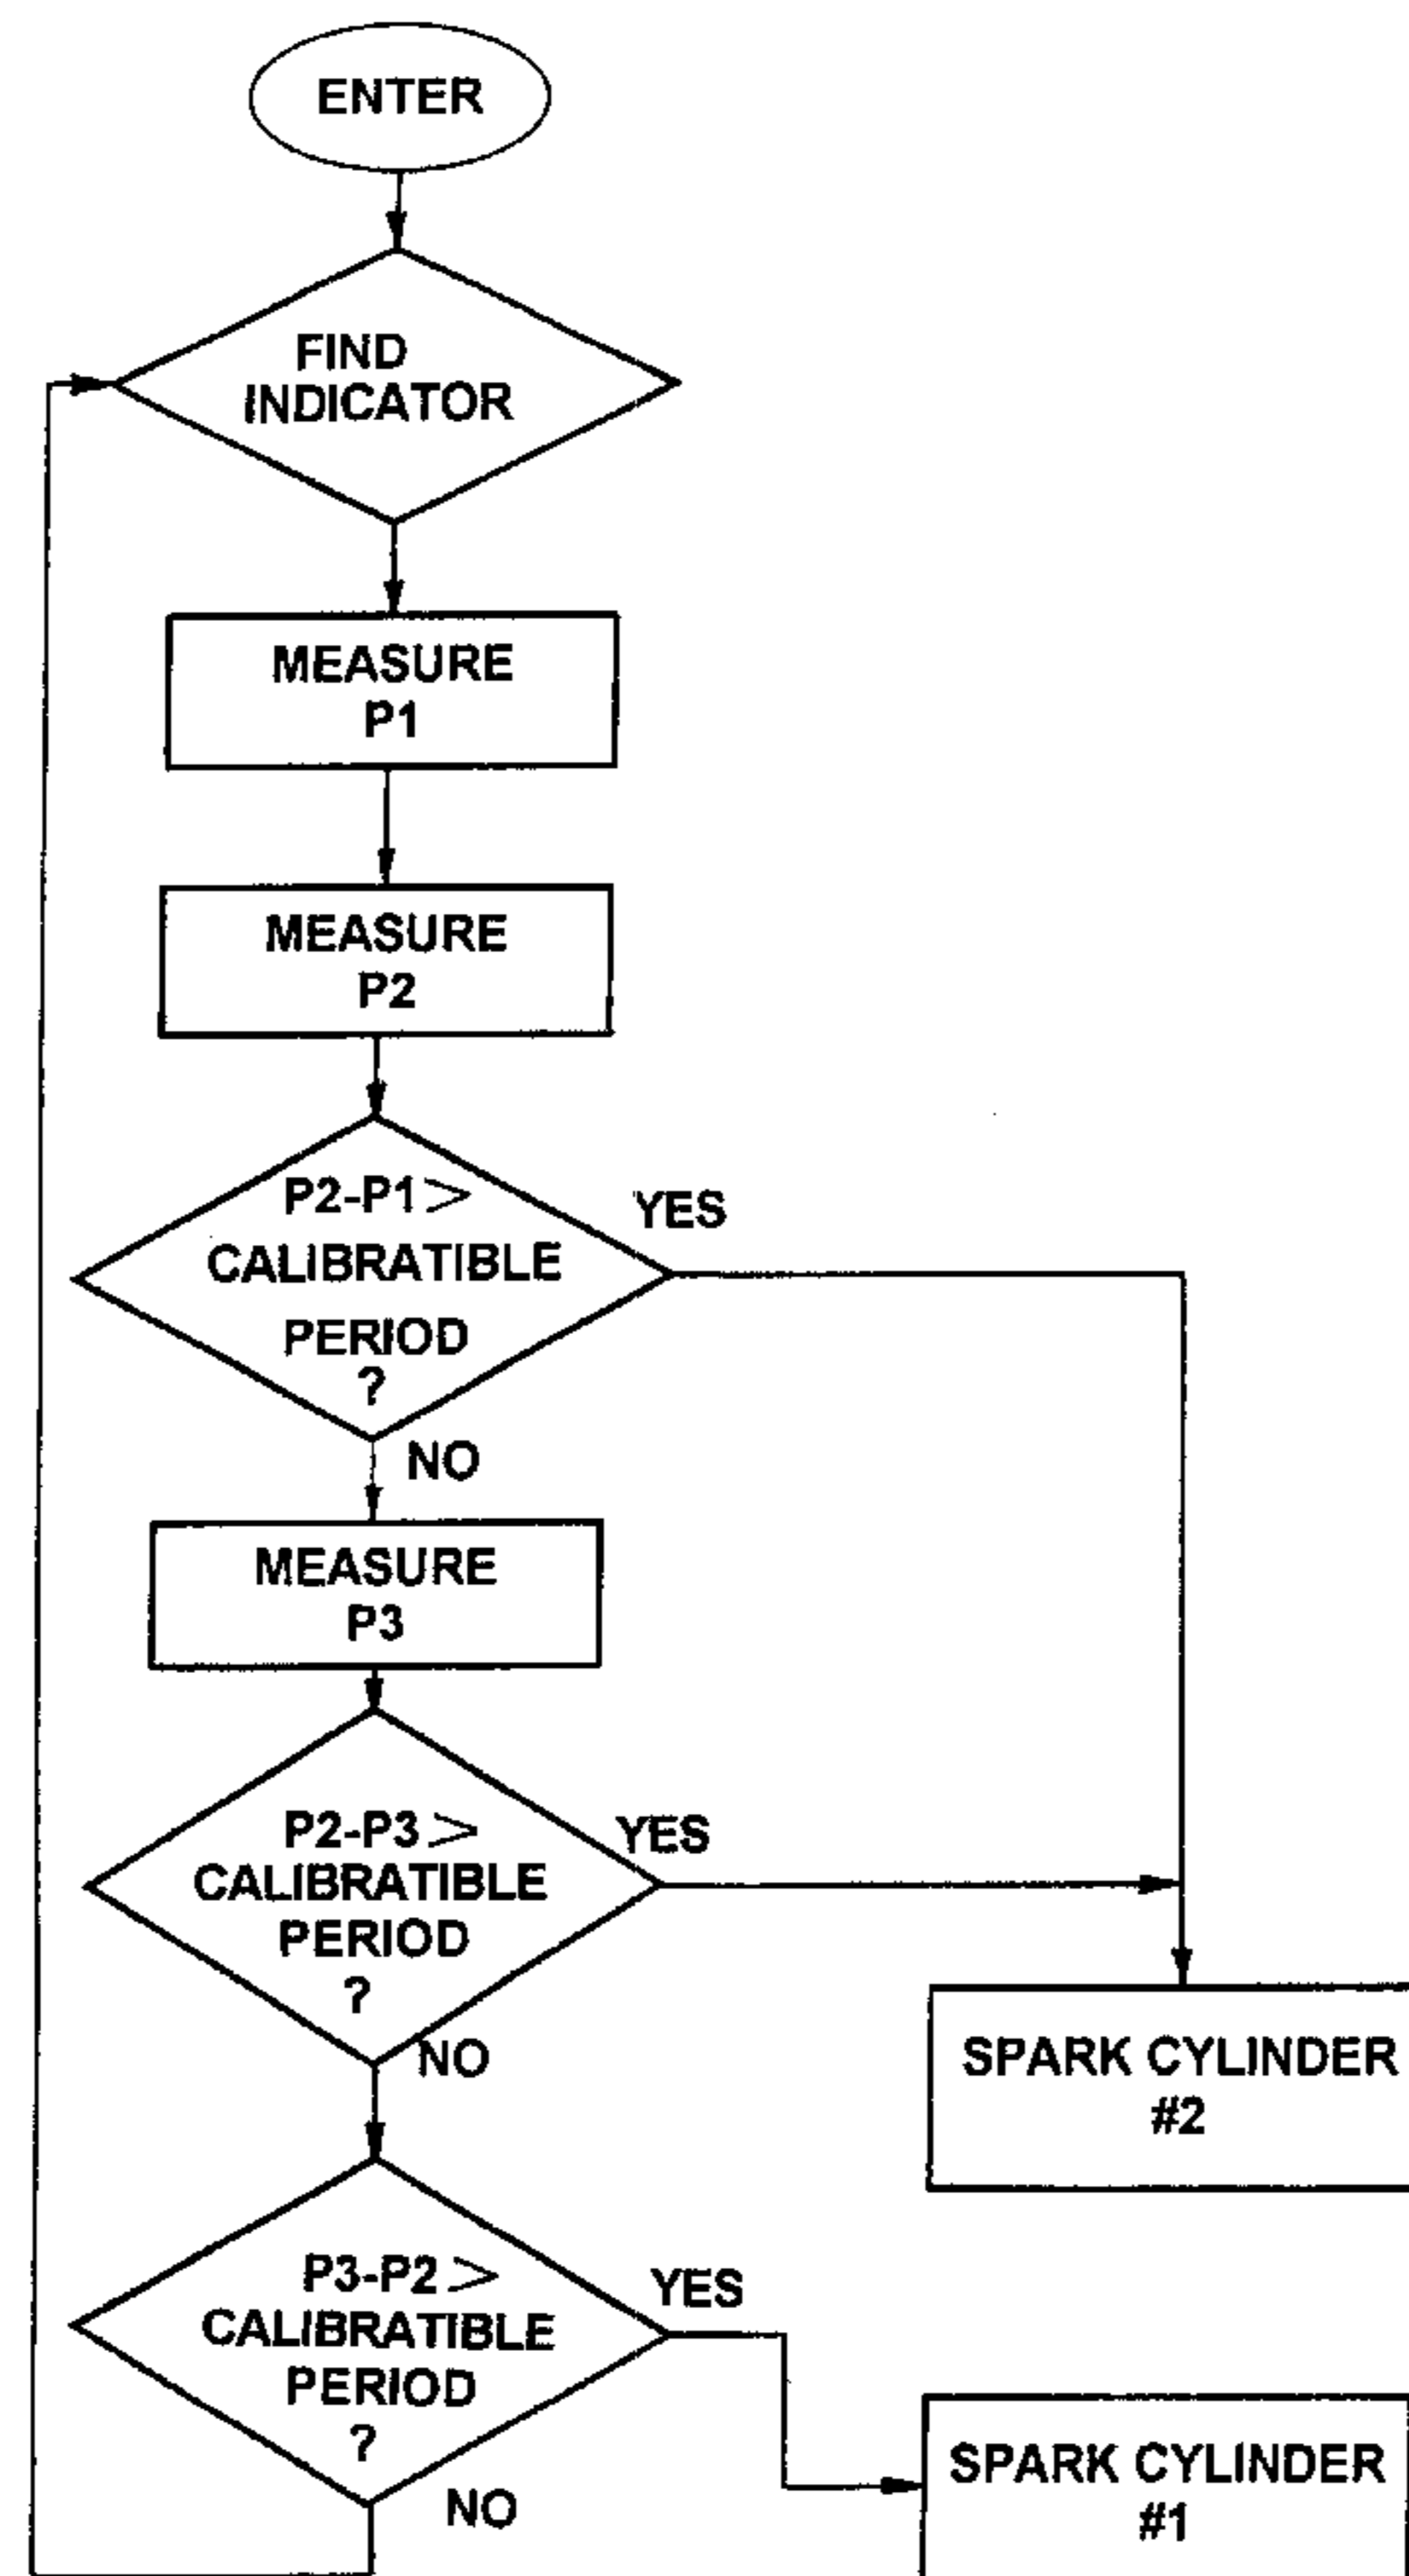 ENTER
FIND
INDICATOR
MEASURE
P1
MEASURE
P2
P2-P1>
CALIBRATIBLE
PERIOD
?
YES
NO
MEASURE
P3
P2-P3>
CALIBRATIBLE
PERIOD
?
YES
NO
SPARK CYLINDER
#2
P3-P2>
CALIBRATIBLE
PERIOD
?
YES
NO
SPARK CYLINDER
#1